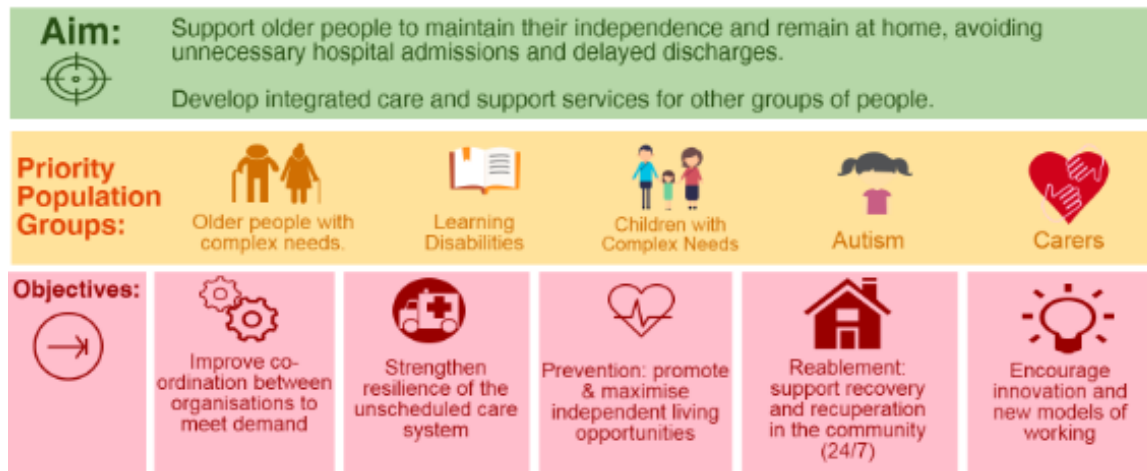 Aim:
Support older people to maintain their independence and remain at home, avoiding
unnecessary hospital admissions and delayed discharges.
Develop integrated care and support services for other groups of people.
Priority
Population
Groups:
Older people with
complex needs.
Learning
Disabilities
Children with
Complex Needs
Autism
Carers
Objectives:
Improve co-
ordination between
organisations to
meet demand
Strengthen
resilience of the
unscheduled care
system
Prevention: promote
& maximise
independent living
opportunities
Reablement:
support recovery
and recuperation
in the community
(24/7)
Encourage
innovation and
new models of
working